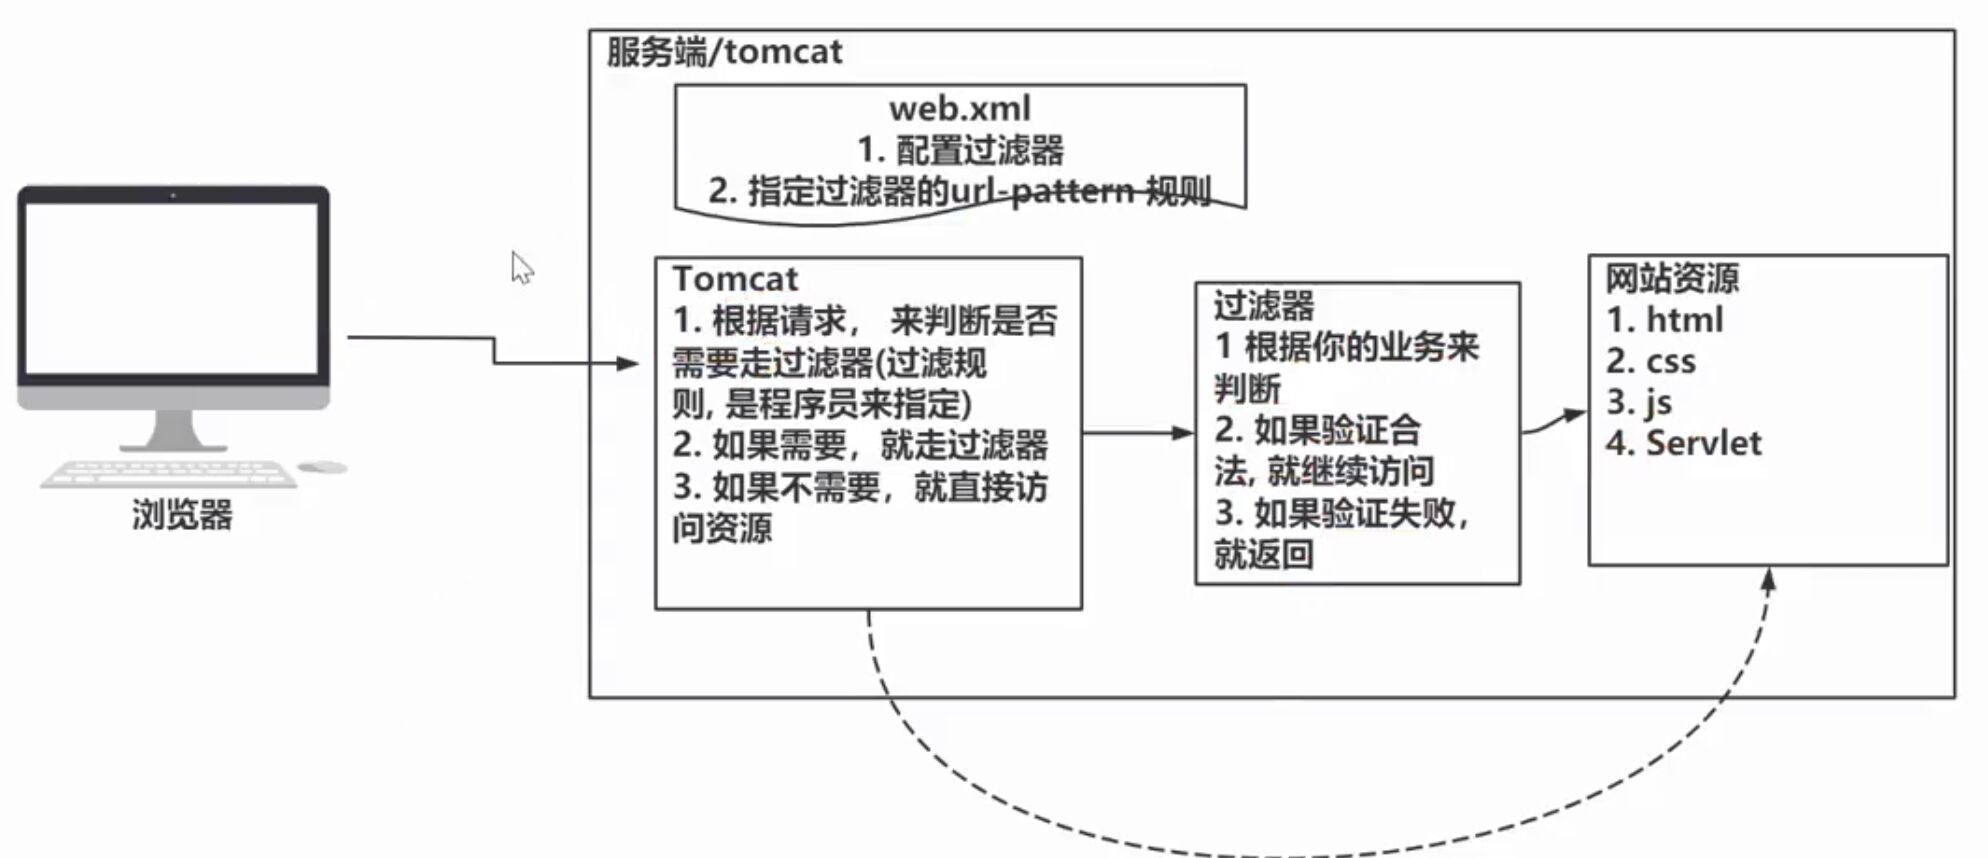 服务端/tomcat
web.xml
1. 配置过滤器
2. 指定过滤器的url-pattern 规则
浏览器
Tomcat
1. 根据请求， 来判断是否
需要走过滤器(过滤规
则, 是程序员来指定)
2. 如果需要，就走过滤器
3. 如果不需要，就直接访
问资源
过滤器
1 根据你的业务来
判断
2. 如果验证合
法, 就继续访问
3. 如果验证失败，
就返回
网站资源
1. html
2. css
3. js
4. Servlet